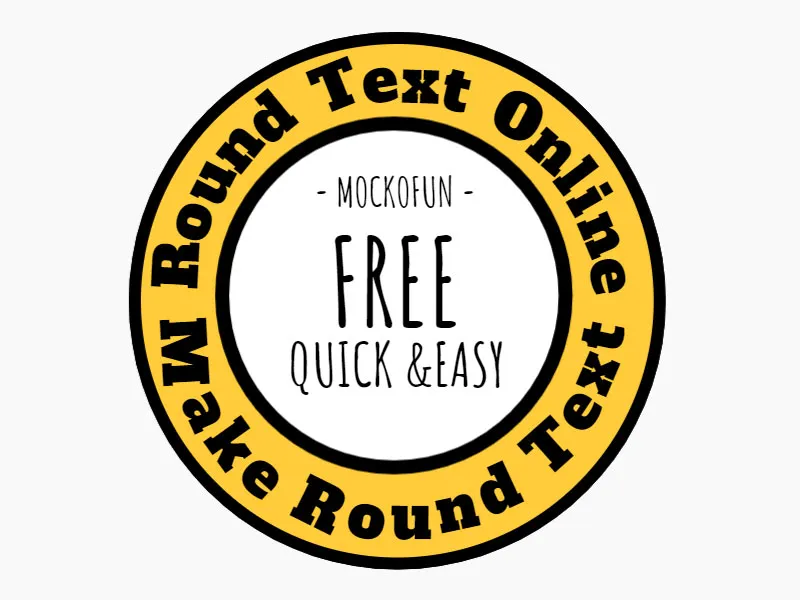 Round Text Online
- MOCKOFUN -
FREE
QUICK &EASY
Make Round Text